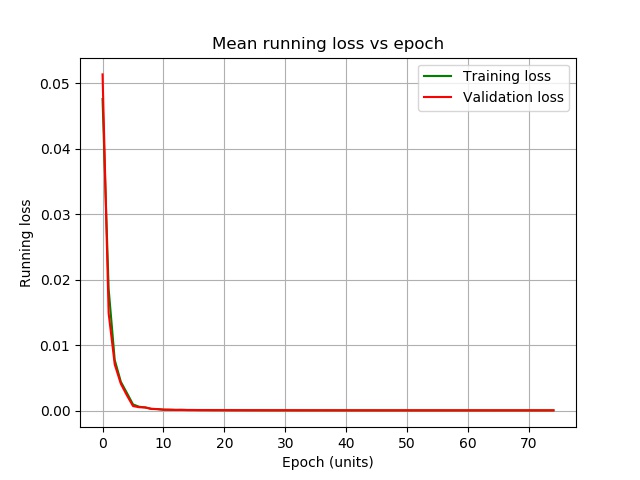 Mean running loss vs epoch
Training loss
Validation loss
Running loss
0.05
0.04
0.03
0.02
0.01
0.00
0 10 20 30 40 50 60 70
Epoch (units)